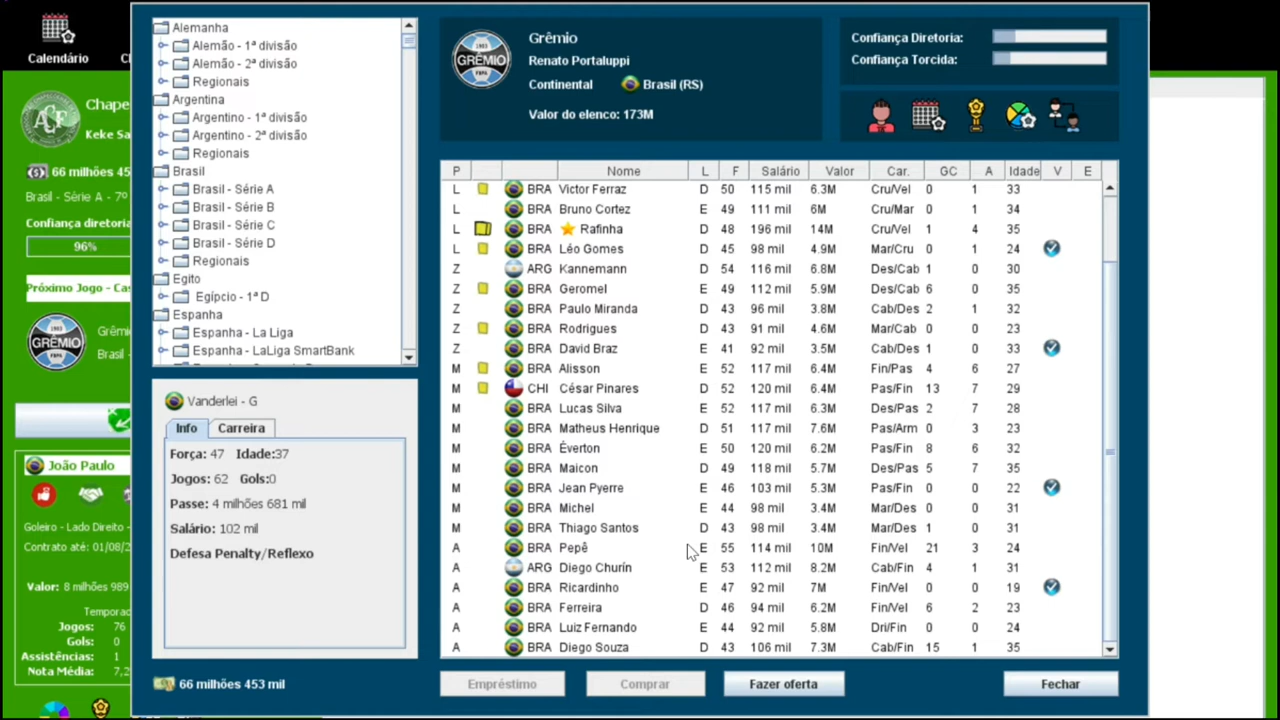 Calendário
Cl
Chape
Keke Sa
66 milhões 45
Brasil - Série A - 7º
Confiança diretoria
96%
Próximo Jogo - Cas
GRÊMIO
Grêmi
Brasil -
João Paulo
Goleiro - Lado Direito -
Contrato até: 01/08/2
Valor: 8 milhões 989
Temporad
Jogos: 76
Gols: 0
Assistências: 1
Nota Média: 7,2
Alemanha
Alemão - 1ª divisão
Alemão - 2ª divisão
Regionais
Argentina
Argentino - 1ª divisão
Argentino - 2ª divisão
Regionais
Brasil
Brasil - Série A
Brasil - Série B
Brasil - Série C
Brasil - Série D
Regionais
Egito
Egípcio - 1ª D
Espanha
Espanha - La Liga
Espanha - LaLiga SmartBank
Vanderlei - G
Info Carreira
Força: 47 Idade:37
Jogos: 62 Gols:0
Passe: 4 milhões 681 mil
Salário: 102 mil
Defesa Penalty/Reflexo
66 milhões 453 mil
GRÊMIO
Grêmio
Renato Portaluppi
Continental Brasil (RS)
Valor do elenco: 173M
Confiança Diretoria:
Confiança Torcida:
P Nome L F Salário Valor Car. GC A Idade V E
L BRA Victor Ferraz D 50 115 mil 6.3M Cru/Vel 0 1 33
L BRA Bruno Cortez E 49 111 mil 6M Cru/Mar 0 1 34
L BRA Rafinha D 48 196 mil 14M Cru/Vel 1 4 35
L BRA Léo Gomes D 45 98 mil 4.9M Mar/Cru 0 1 24
Z ARG Kannemann D 54 116 mil 6.8M Des/Cab 1 0 30
Z BRA Geromel E 49 112 mil 5.9M Des/Cab 6 0 35
Z BRA Paulo Miranda D 43 96 mil 3.8M Cab/Des 2 1 32
Z BRA Rodrigues D 43 91 mil 4.6M Mar/Cab 0 0 23
Z BRA David Braz E 41 92 mil 3.5M Cab/Des 1 0 33
M BRA Alisson E 52 117 mil 6.4M Fin/Pas 4 6 27
M CHI César Pinares D 52 120 mil 6.4M Pas/Fin 13 7 29
M BRA Lucas Silva E 52 117 mil 6.3M Des/Pas 2 7 28
M BRA Matheus Henrique D 51 117 mil 7.6M Pas/Arm 0 3 23
M BRA Éverton E 50 120 mil 6.2M Pas/Fin 8 6 32
M BRA Maicon D 49 118 mil 5.7M Des/Pas 5 7 35
M BRA Jean Pyerre E 46 103 mil 5.3M Pas/Fin 0 0 22
M BRA Michel E 44 98 mil 3.4M Mar/Des 0 0 31
M BRA Thiago Santos D 43 98 mil 3.4M Mar/Des 1 0 31
A BRA Pepê E 55 114 mil 10M Fin/Vel 21 3 24
A ARG Diego Churín E 53 112 mil 8.2M Cab/Fin 4 1 31
A BRA Ricardinho E 47 92 mil 7M Fin/Vel 0 0 19
A BRA Ferreira D 46 94 mil 6.2M Fin/Vel 6 2 23
A BRA Luiz Fernando E 44 92 mil 5.8M Dri/Fin 0 0 24
A BRA Diego Souza D 43 106 mil 7.3M Cab/Fin 15 1 35
Empréstimo Comprar Fazer oferta Fechar